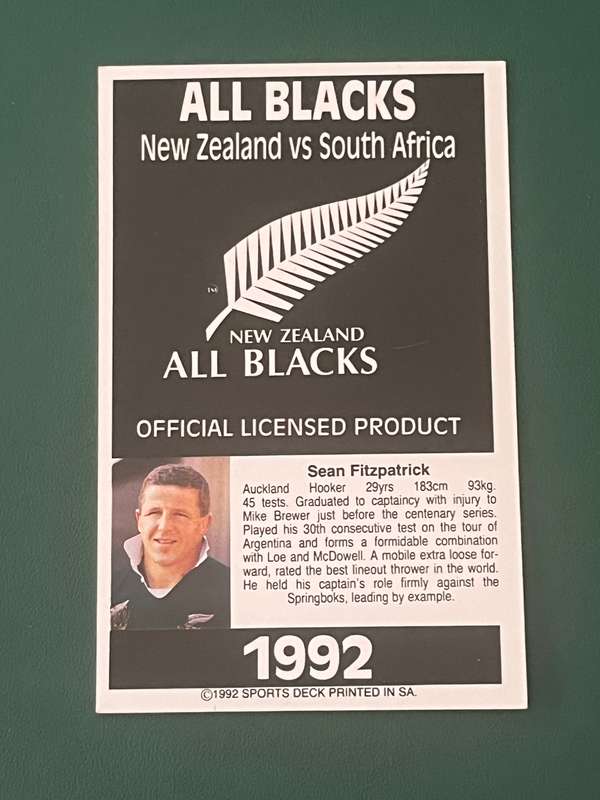 ALL BLACKS
New Zealand vs South Africa
TM
NEW ZEALAND
ALL BLACKS
OFFICIAL LICENSED PRODUCT
Sean Fitzpatrick
Auckland Hooker 29yrs 183cm 93kg.
45 tests. Graduated to captaincy with injury to
Mike Brewer just before the centenary series.
Played his 30th consecutive test on the tour of
Argentina and forms a formidable combination
with Loe and McDowell. A mobile extra loose for-
ward, rated the best lineout thrower in the world.
He held his captain's role firmly against the
Springboks, leading by example.
1992
©1992 SPORTS DECK PRINTED IN SA.